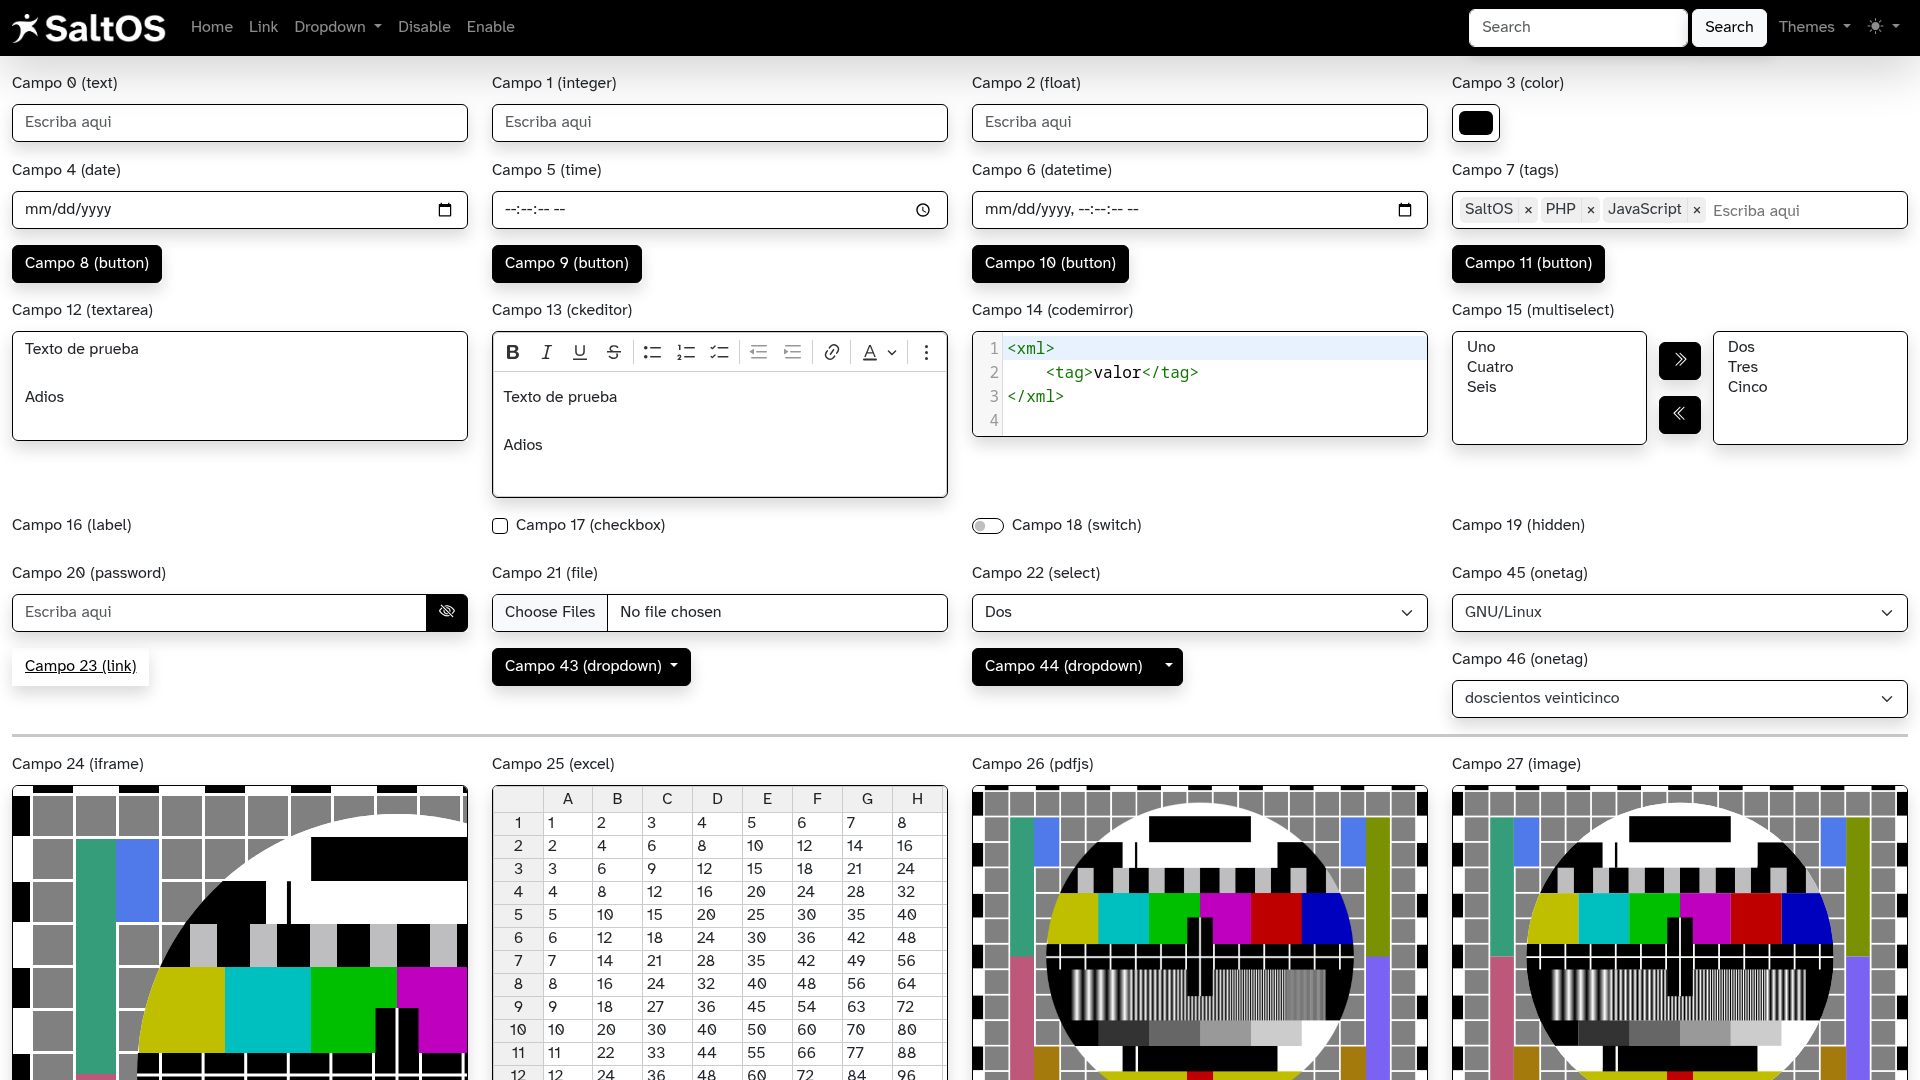 SaltOS Home Link Dropdown Disable Enable Search Search Themes
Campo 0 (text) Campo 1 (integer) Campo 2 (float) Campo 3 (color)
Escriba aqui Escriba aqui Escriba aqui
Campo 4 (date) Campo 5 (time) Campo 6 (datetime) Campo 7 (tags)
mm/dd/yyyy --:--:-- -- mm/dd/yyyy, --:--:-- -- SaltOS × PHP × JavaScript × Escriba aqui
Campo 8 (button) Campo 9 (button) Campo 10 (button) Campo 11 (button)
Campo 12 (textarea) Campo 13 (ckeditor) Campo 14 (codemirror) Campo 15 (multiselect)
Texto de prueba
Adios
B I U S A
Texto de prueba
Adios
1 <xml>
2 <tag>valor</tag>
3 </xml>
4
Uno
Cuatro
Seis
Dos
Tres
Cinco
Campo 16 (label) Campo 17 (checkbox) Campo 18 (switch) Campo 19 (hidden)
Campo 20 (password) Campo 21 (file) Campo 22 (select) Campo 45 (onetag)
Escriba aqui Choose Files No file chosen Dos GNU/Linux
Campo 23 (link) Campo 43 (dropdown) Campo 44 (dropdown) Campo 46 (onetag)
doscientos veinticinco
Campo 24 (iframe) Campo 25 (excel) Campo 26 (pdfjs) Campo 27 (image)
A B C D E F G H
1 1 2 3 4 5 6 7 8
2 2 4 6 8 10 12 14 16
3 3 6 9 12 15 18 21 24
4 4 8 12 16 20 24 28 32
5 5 10 15 20 25 30 35 40
6 6 12 18 24 30 36 42 48
7 7 14 21 28 35 42 49 56
8 8 16 24 32 40 48 56 64
9 9 18 27 36 45 54 63 72
10 10 20 30 40 50 60 70 80
11 11 22 33 44 55 66 77 88
12 12 24 36 48 60 72 84 96